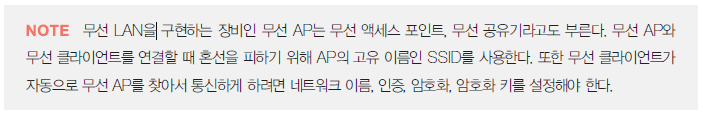 NOTE 무선 LAN을 구현하는 장비인 무선 AP는 무선 액세스 포인트, 무선 공유기라고도 부른다. 무선 AP와
무선 클라이언트를 연결할 때 혼선을 피하기 위해 AP의 고유 이름인 SSID를 사용한다. 또한 무선 클라이언트가
자동으로 무선 AP를 찾아서 통신하게 하려면 네트워크 이름, 인증, 암호화, 암호화 키를 설정해야 한다.